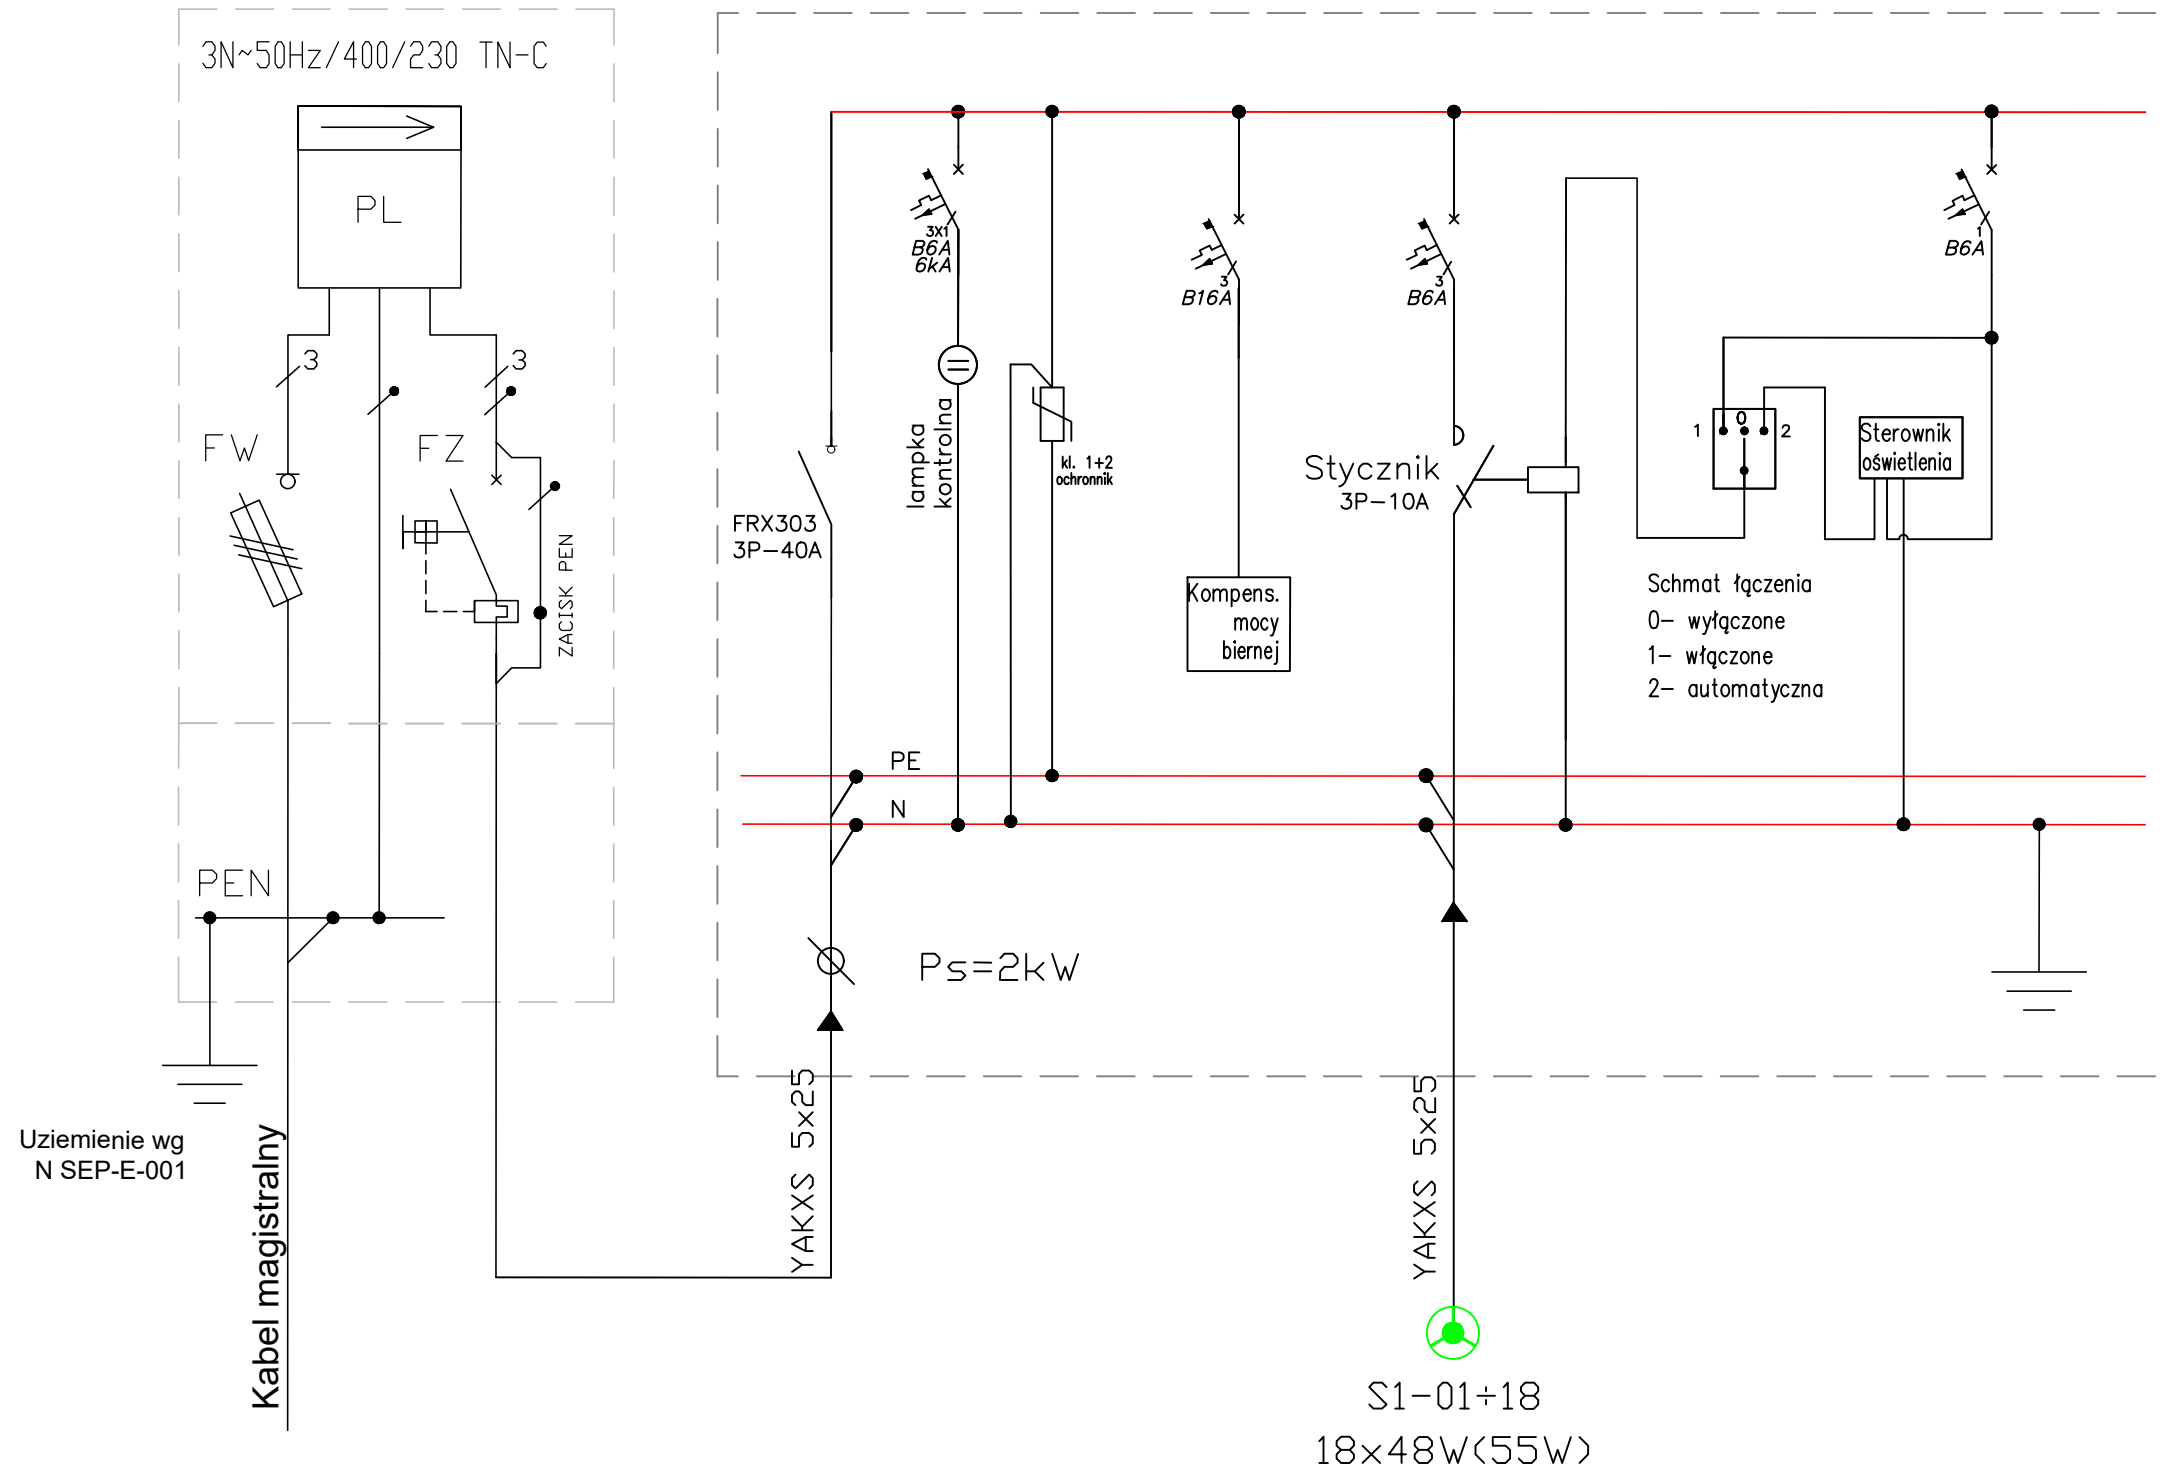 3N~50Hz/400/230 TN-C
PL
3
3
FW
FZ
ZACISK PEN
PEN
Uziemienie wg
N SEP-E-001
Kabel magistralny
FRX303
3P-40A
3X1
B6A
6kA
lampka
kontrolna
kl. 1+2
ochronnik
3
B16A
Kompens.
mocy
biernej
3
B6A
Stycznik
3P-10A
1
B6A
0
1
2
Sterownik
oświetlenia
Schmat łączenia
0- wyłączone
1- włączone
2- automatyczna
PE
N
Ps=2kW
YAKXS 5x25
YAKXS 5x25
S1-01÷18
18x48W(55W)